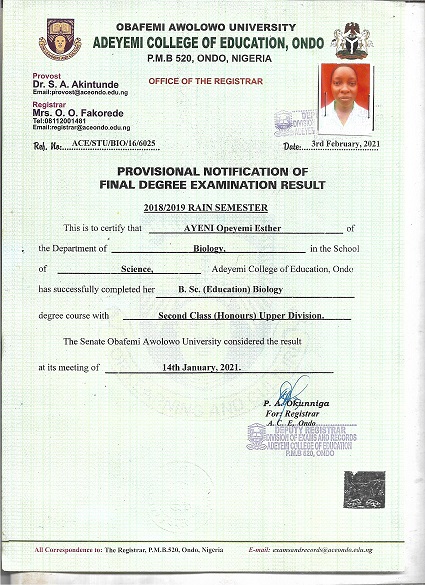 OBAFEMI AWOLOWO UNIVERSITY
ADEYEMI COLLEGE OF EDUCATION, ONDO
P.M.B 520, ONDO, NIGERIA
OFFICE OF THE REGISTRAR
Provost
Dr. S. A. Akintunde
Email:provost@aceondo.edu.ng
Registrar
Mrs. O. O. Fakorede
Tel:08112001481
Email:registrar@aceondo.edu.ng
Ref. No: ACE/STU/BIO/16/6025
Date: 3rd February, 2021
PROVISIONAL NOTIFICATION OF
FINAL DEGREE EXAMINATION RESULT
2018/2019 RAIN SEMESTER
This is to certify that AYENI Opeyemi Esther of
the Department of Biology, in the School
of Science, Adeyemi College of Education, Ondo
has successfully completed her B. Sc. (Education) Biology
degree course with Second Class (Honours) Upper Division.
The Senate Obafemi Awolowo University considered the result
at its meeting of 14th January, 2021.
P. A. Okunniga
For: Registrar
A. C. E, Ondo
DEPUTY REGISTRAR
DIVISION OF EXAMS AND RECORDS
ADEYEMI COLLEGE OF EDUCATION
P.M.B 520, ONDO
All Correspondence to: The Registrar, P.M.B.520, Ondo, Nigeria
E-mail: examsandrecords@aceondo.edu.ng